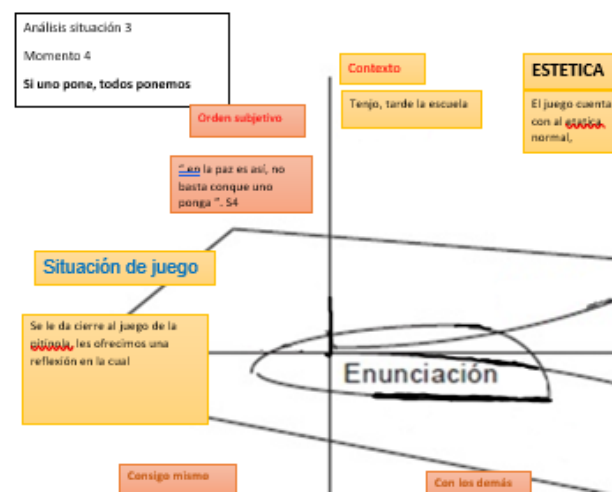 Análisis situación 3
Momento 4
Si uno pone, todos ponemos
Contexto
ESTETICA
Orden subjetivo
Tenjo, tarde la escuela
El juego cuenta
con al etatica
normal,
“ en la paz es así, no
basta conque uno
ponga ”. S4
Situación de juego
Se le da cierre al juego de la
pitinola, les ofrecimos una
reflexión en la cual
Enunciación
Consigo mismo
Con los demás